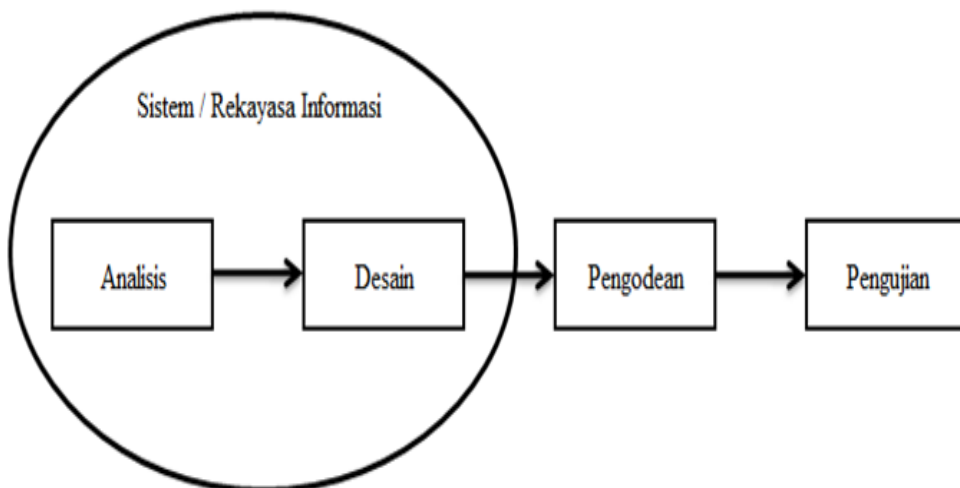 Sistem / Rekayasa Informasi
Analisis
Desain
Pengodean
Pengujian